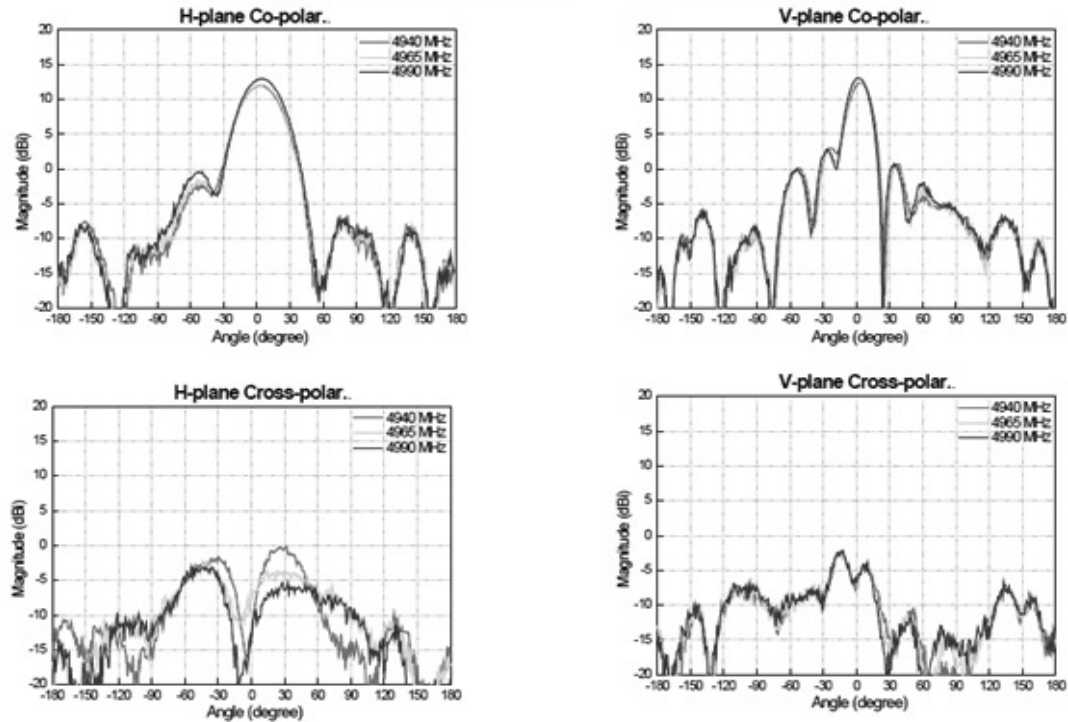 H-plane Co-polar..
20
15
10
5
0
-5
-10
-15
-20
Magnitude (dBi)
4940 MHz
4965 MHz
4990 MHz
-180 -150 -120 -90 -60 -30 0 30 60 90 120 150 180
Angle (degree)
V-plane Co-polar..
20
15
10
5
0
-5
-10
-15
-20
Magnitude (dBi)
4940 MHz
4965 MHz
4990 MHz
-180 -150 -120 -90 -60 -30 0 30 60 90 120 150 180
Angle (degree)
H-plane Cross-polar..
20
15
10
5
0
-5
-10
-15
-20
Magnitude (dBi)
4940 MHz
4965 MHz
4990 MHz
-180 -150 -120 -90 -60 -30 0 30 60 90 120 150 180
Angle (degree)
V-plane Cross-polar..
20
15
10
5
0
-5
-10
-15
-20
Magnitude (dBi)
4940 MHz
4965 MHz
4990 MHz
-180 -150 -120 -90 -60 -30 0 30 60 90 120 150 180
Angle (degree)